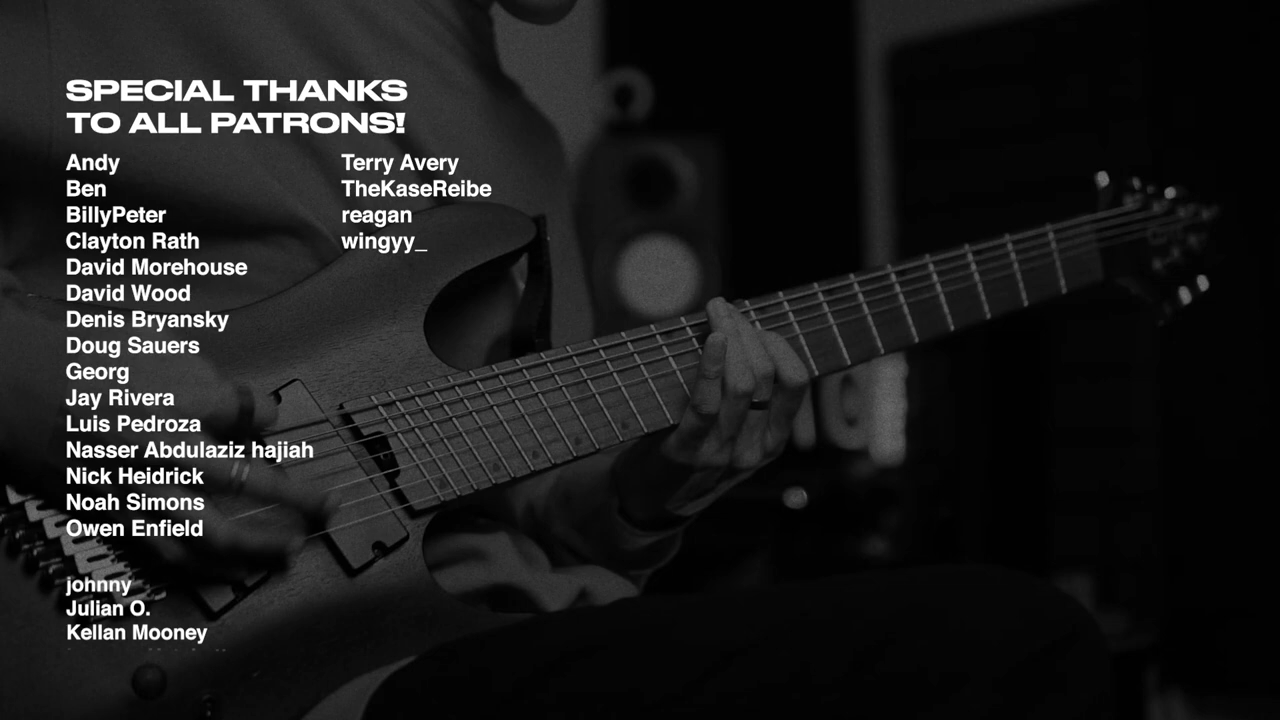 SPECIAL THANKS
TO ALL PATRONS!
Andy
Ben
BillyPeter
Clayton Rath
David Morehouse
David Wood
Denis Bryansky
Doug Sauers
Georg
Jay Rivera
Luis Pedroza
Nasser Abdulaziz hajiah
Nick Heidrick
Noah Simons
Owen Enfield
Terry Avery
TheKaseReibe
reagan
wingyy_
johnny
Julian O.
Kellan Mooney